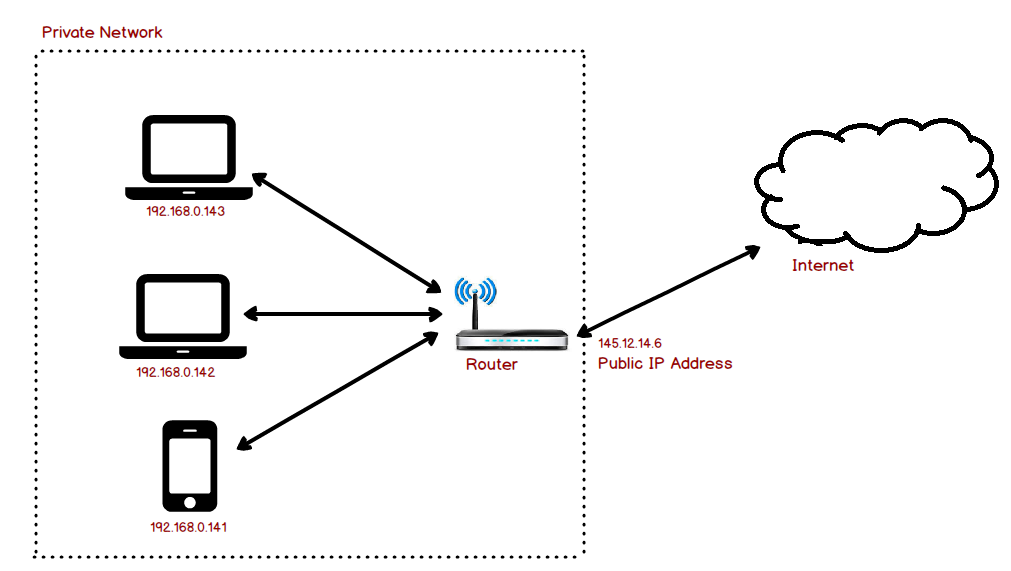 Private Network
192.168.0.143
192.168.0.142
192.168.0.141
Router
145.12.14.6
Public IP Address
Internet